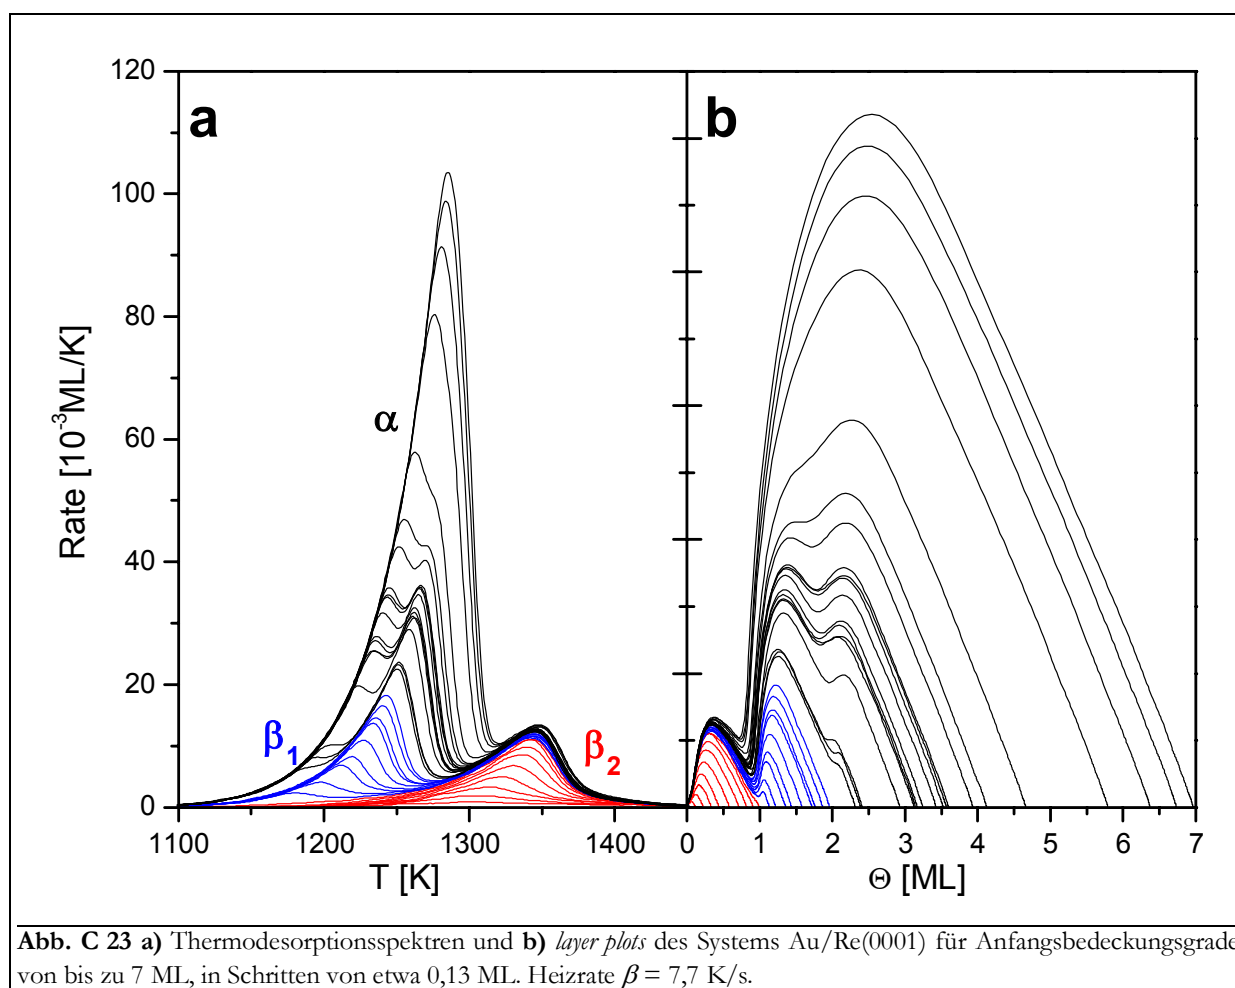 120
100
80
60
40
20
0
Rate [10⁻³ML/K]
a
α
β₁
β₂
1100 1200 1300 1400
T [K]
b
0 1 2 3 4 5 6 7
Θ [ML]
Abb. C 23 a) Thermodesorptionsspektren und b) layer plots des Systems Au/Re(0001) für Anfangsbedeckungsgrade
von bis zu 7 ML, in Schritten von etwa 0,13 ML. Heizrate β = 7,7 K/s.